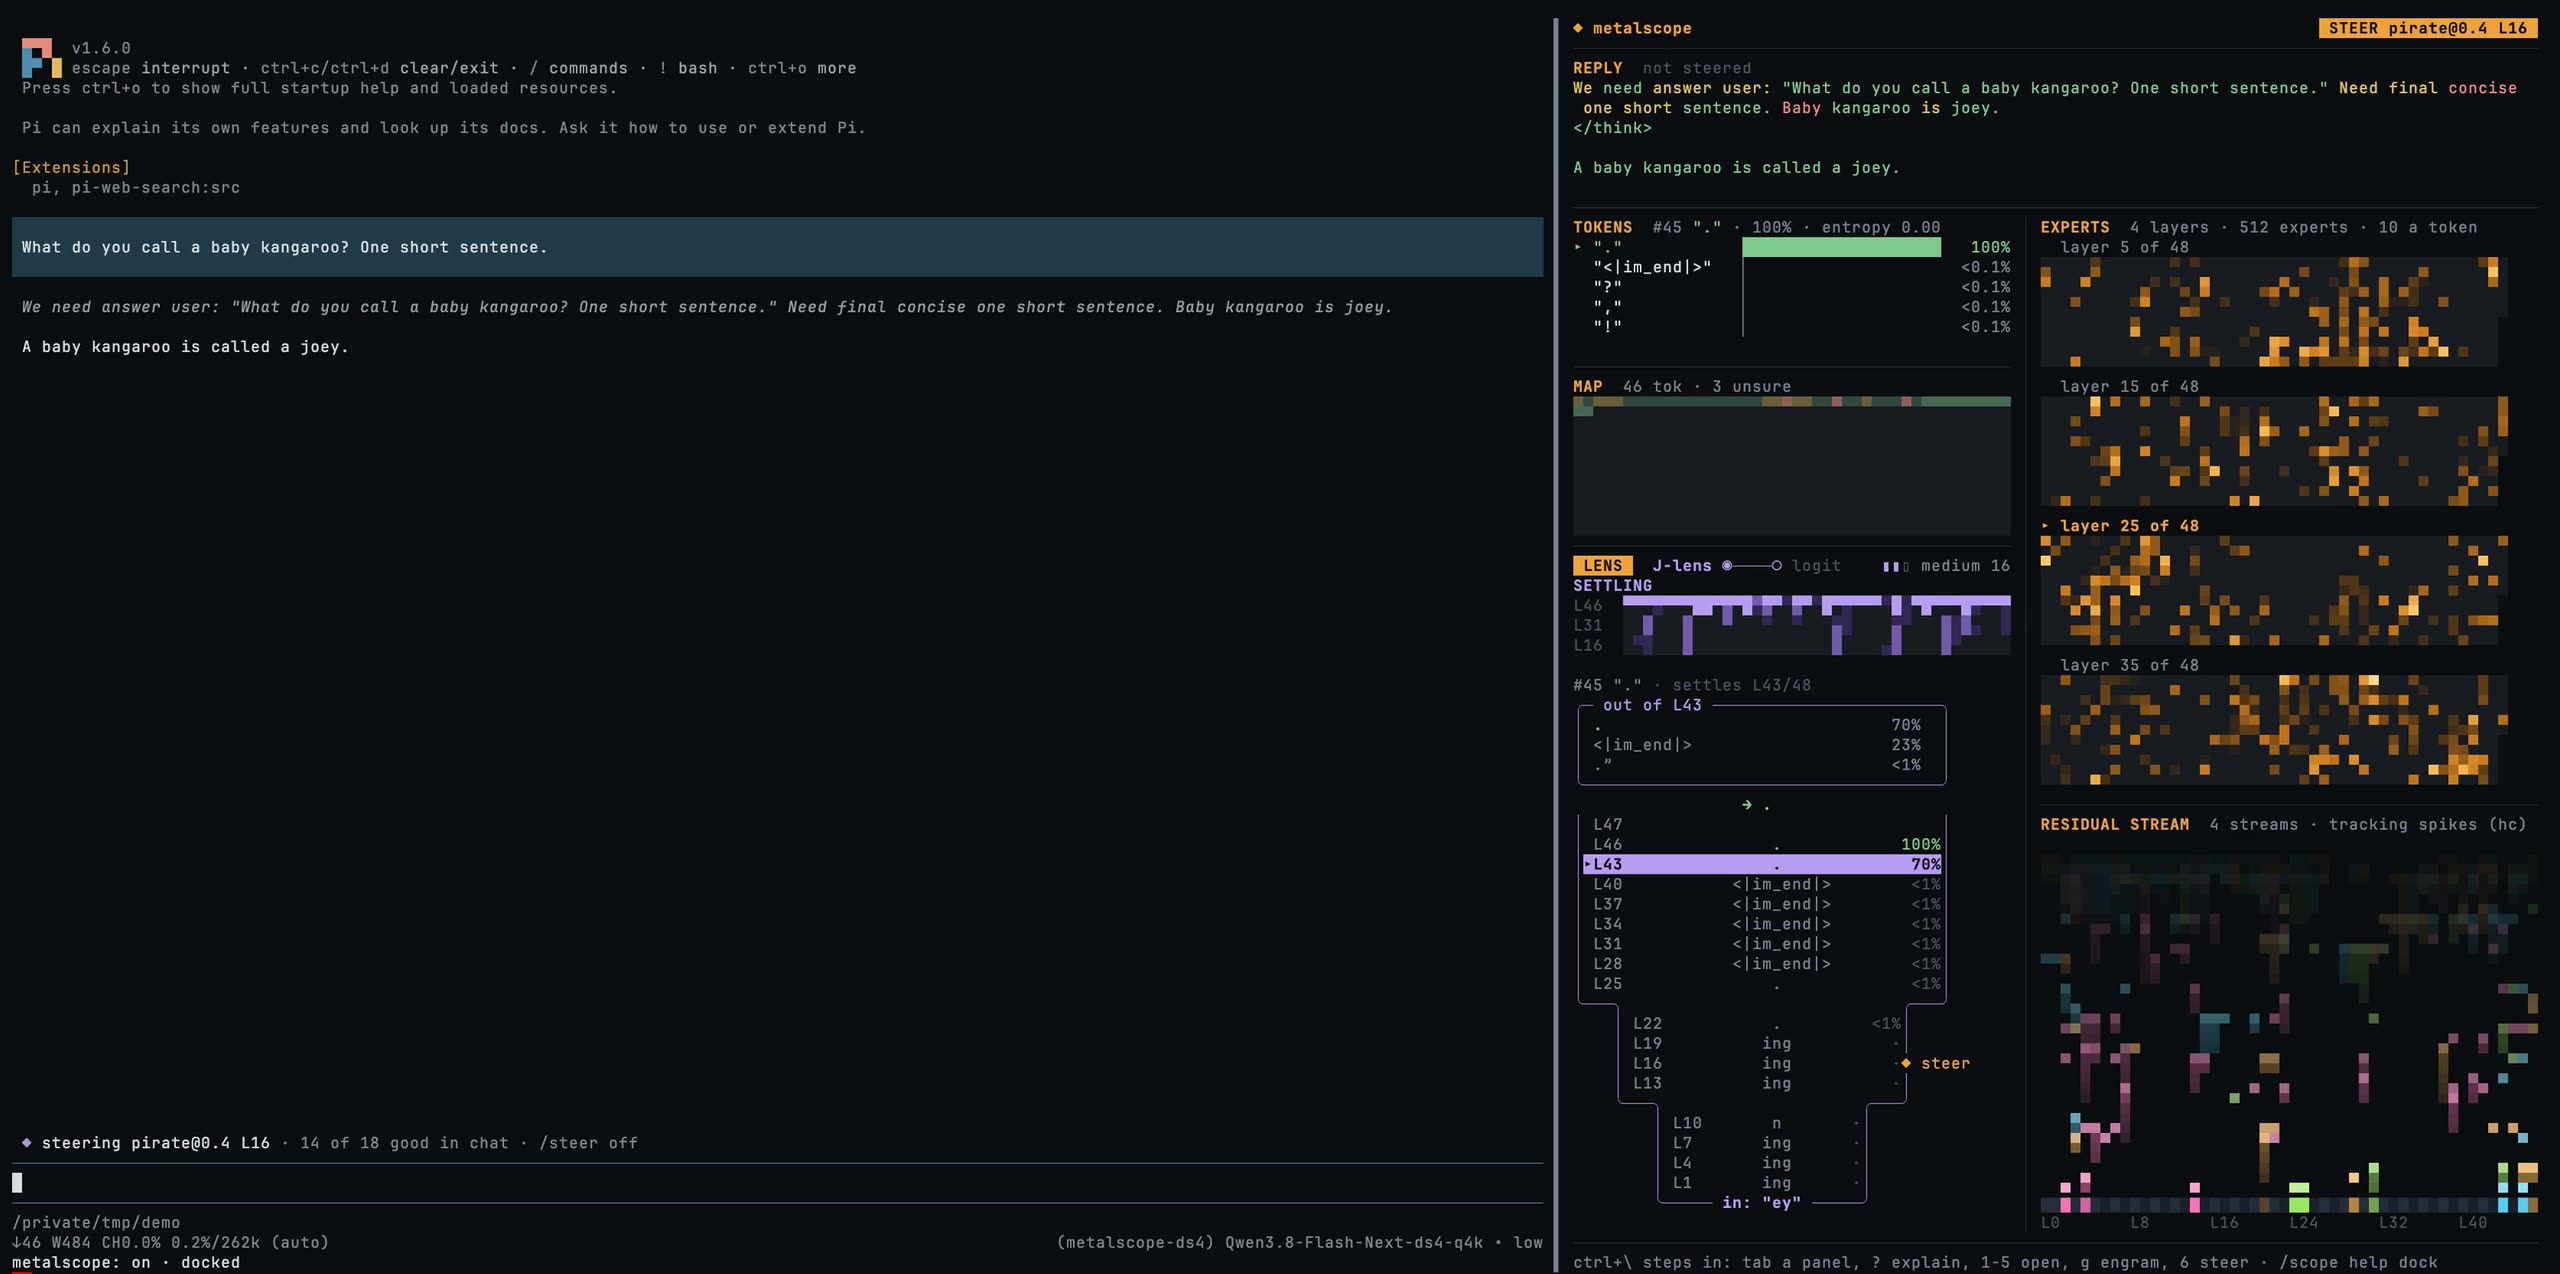 v1.6.0
escape interrupt · ctrl+c/ctrl+d clear/exit · / commands · ! bash · ctrl+o more
Press ctrl+o to show full startup help and loaded resources.
Pi can explain its own features and look up its docs. Ask it how to use or extend Pi.
[Extensions]
pi, pi-web-search:src
What do you call a baby kangaroo? One short sentence.
We need answer user: "What do you call a baby kangaroo? One short sentence." Need final concise one short sentence. Baby kangaroo is joey.
A baby kangaroo is called a joey.
◆ steering pirate@0.4 L16 · 14 of 18 good in chat · /steer off
/private/tmp/demo
↓46 W484 CH0.0% 0.2%/262k (auto)
(metalscope-ds4) Qwen3.8-Flash-Next-ds4-q4k • low
metalscope: on · docked
◆ metalscope
STEER pirate@0.4 L16
REPLY not steered
We need answer user: "What do you call a baby kangaroo? One short sentence." Need final concise
one short sentence. Baby kangaroo is joey.
</think>
A baby kangaroo is called a joey.
TOKENS #45 "." · 100% · entropy 0.00
▸ "." 100%
"<|im_end|>" <0.1%
"?" <0.1%
"," <0.1%
"!" <0.1%
MAP 46 tok · 3 unsure
LENS J-lens logit medium 16
SETTLING
L46
L31
L16
#45 "." · settles L43/48
out of L43
. 70%
<|im_end|> 23%
." <1%
→ .
L47
L46 . 100%
▸L43 . 70%
L40 <|im_end|> <1%
L37 <|im_end|> <1%
L34 <|im_end|> <1%
L31 <|im_end|> <1%
L28 <|im_end|> <1%
L25 . <1%
L22 . <1%
L19 ing ·
L16 ing · ◆ steer
L13 ing ·
L10 n ·
L7 ing ·
L4 ing ·
L1 ing ·
in: "ey"
EXPERTS 4 layers · 512 experts · 10 a token
layer 5 of 48
layer 15 of 48
▸ layer 25 of 48
layer 35 of 48
RESIDUAL STREAM 4 streams · tracking spikes (hc)
L0 L8 L16 L24 L32 L40
ctrl+\ steps in: tab a panel, ? explain, 1-5 open, g engram, 6 steer · /scope help dock